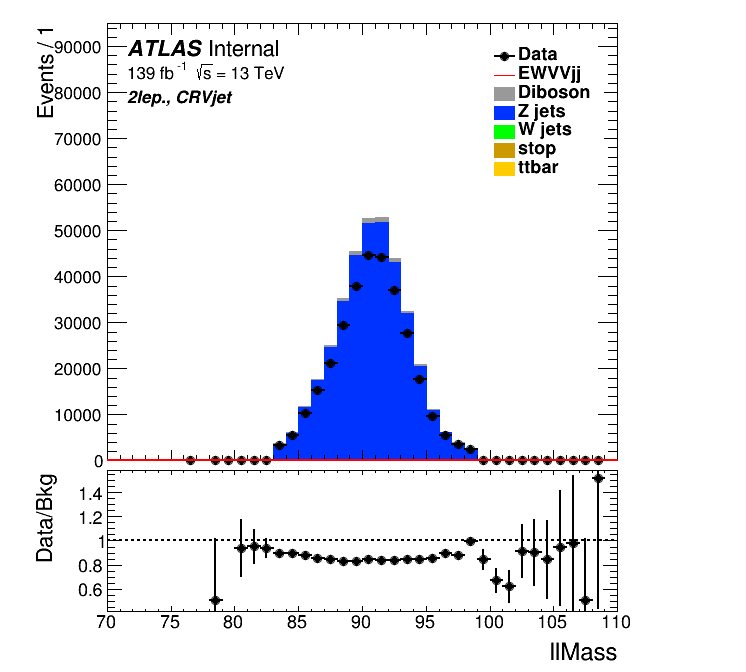 Events / 1
90000
80000
70000
60000
50000
40000
30000
20000
10000
0
ATLAS Internal
139 fb⁻¹ √s = 13 TeV
2lep., CRVjet
Data
EWVVjj
Diboson
Z jets
W jets
stop
ttbar
Data/Bkg
1.4
1.2
1
0.8
0.6
70 75 80 85 90 95 100 105 110
llMass